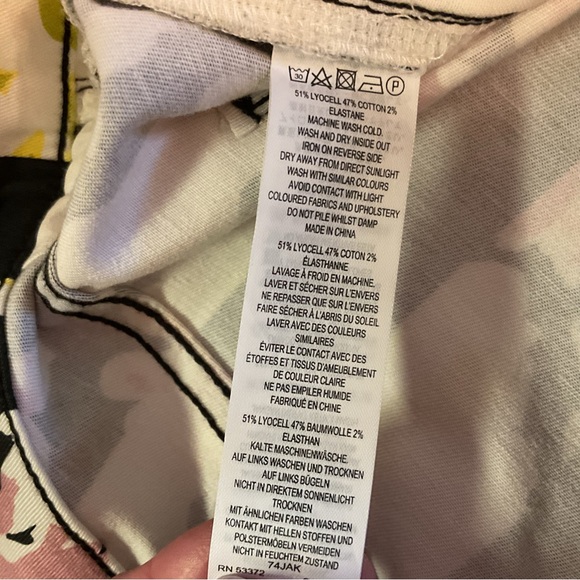 30
P
51% LYOCELL 47% COTTON 2%
ELASTANE
MACHINE WASH COLD.
WASH AND DRY INSIDE OUT
IRON ON REVERSE SIDE
DRY AWAY FROM DIRECT SUNLIGHT
WASH WITH SIMILAR COLOURS
AVOID CONTACT WITH LIGHT
COLOURED FABRICS AND UPHOLSTERY
DO NOT PILE WHILST DAMP
MADE IN CHINA
51% LYOCELL 47% COTON 2%
ÉLASTHANNE
LAVAGE À FROID EN MACHINE.
LAVER ET SÉCHER SUR L'ENVERS
NE REPASSER QUE SUR L'ENVERS
FAIRE SÉCHER À L'ABRIS DU SOLEIL
LAVER AVEC DES COULEURS
SIMILAIRES
ÉVITER LE CONTACT AVEC DES
ÉTOFFES ET TISSUS D'AMEUBLEMENT
DE COULEUR CLAIRE
NE PAS EMPILER HUMIDE
FABRIQUÉ EN CHINE
51% LYOCELL 47% BAUMWOLLE 2%
ELASTHAN
KALTE MASCHINENWÄSCHE.
AUF LINKS WASCHEN UND TROCKNEN
AUF LINKS BÜGELN
NICHT IN DIREKTEM SONNENLICHT
TROCKNEN
MIT ÄHNLICHEN FARBEN WASCHEN
KONTAKT MIT HELLEN STOFFEN UND
POLSTERMÖBELN VERMEIDEN
NICHT IN FEUCHTEM ZUSTAND
74JAK
RN 53372